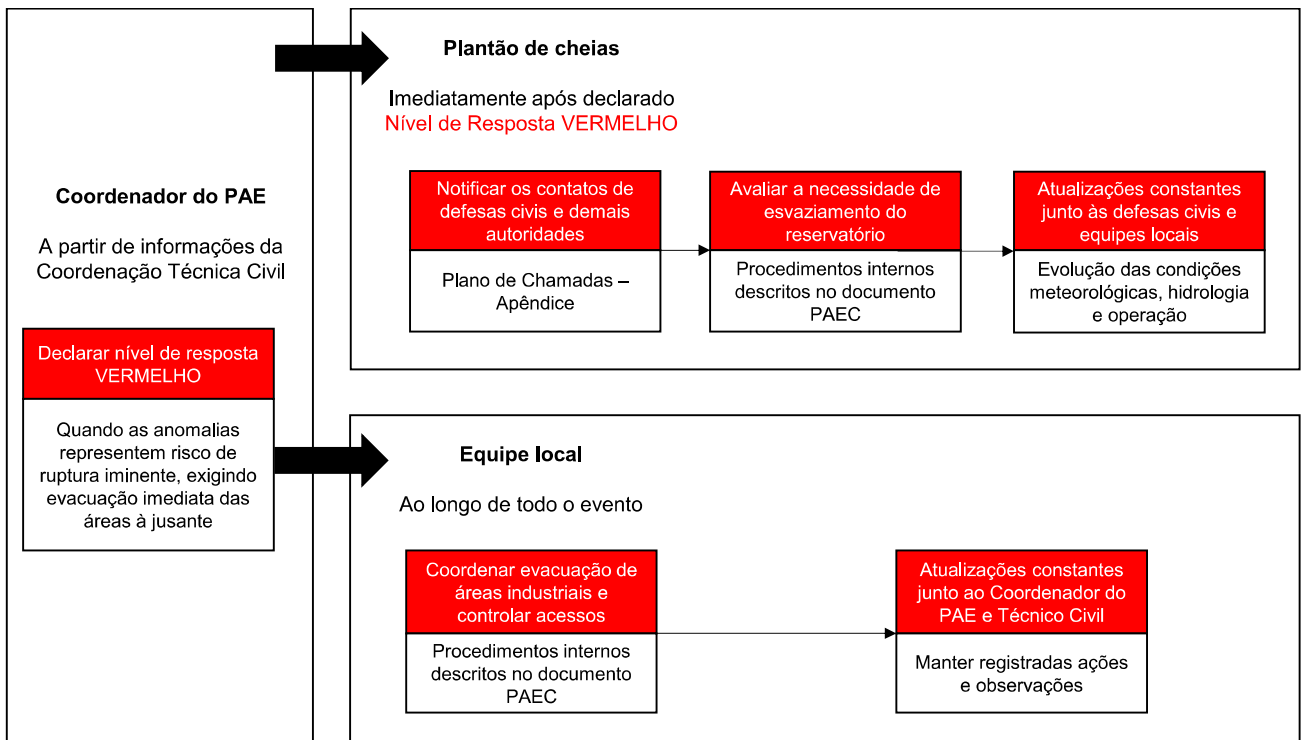 Coordenador do PAE
A partir de informações da
Coordenação Técnica Civil
Declarar nível de resposta
VERMELHO
Quando as anomalias
representem risco de
ruptura iminente, exigindo
evacuação imediata das
áreas à jusante
Plantão de cheias
Imediatamente após declarado
Nível de Resposta VERMELHO
Notificar os contatos de
defesas civis e demais
autoridades
Plano de Chamadas –
Apêndice
Avaliar a necessidade de
esvaziamento do
reservatório
Procedimentos internos
descritos no documento
PAEC
Atualizações constantes
junto às defesas civis e
equipes locais
Evolução das condições
meteorológicas, hidrologia
e operação
Equipe local
Ao longo de todo o evento
Coordenar evacuação de
áreas industriais e
controlar acessos
Procedimentos internos
descritos no documento
PAEC
Atualizações constantes
junto ao Coordenador do
PAE e Técnico Civil
Manter registradas ações
e observações